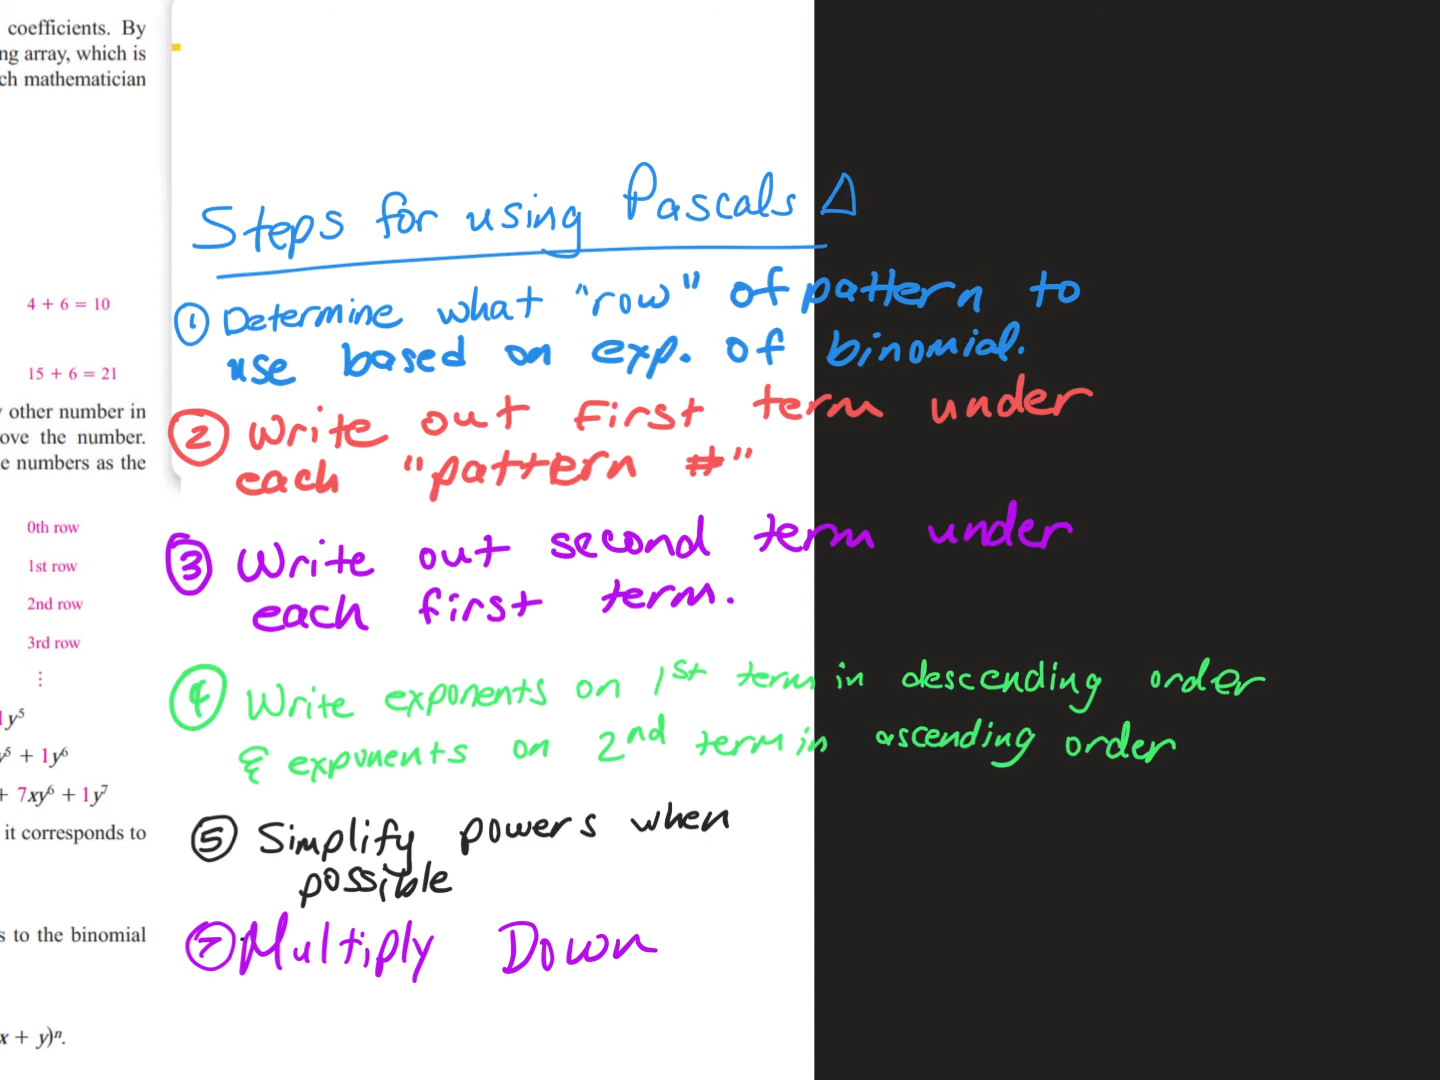 coefficients. By
ng array, which is
ch mathematician
4 + 6 = 10
15 + 6 = 21
other number in
ove the number.
e numbers as the
0th row
1st row
2nd row
3rd row
⋮
y⁵
y⁵ + 1y⁶
+ 7xy⁶ + 1y⁷
it corresponds to
s to the binomial
x + y)ⁿ.
Steps for using Pascals Δ
① Determine what "row" of pattern to
use based on exp. of binomial.
② Write out First term under
each "pattern #"
③ Write out second term under
each first term.
④ Write exponents on 1st term in descending order
& exponents on 2nd term in ascending order
⑤ Simplify powers when
possible
⑦ Multiply Down